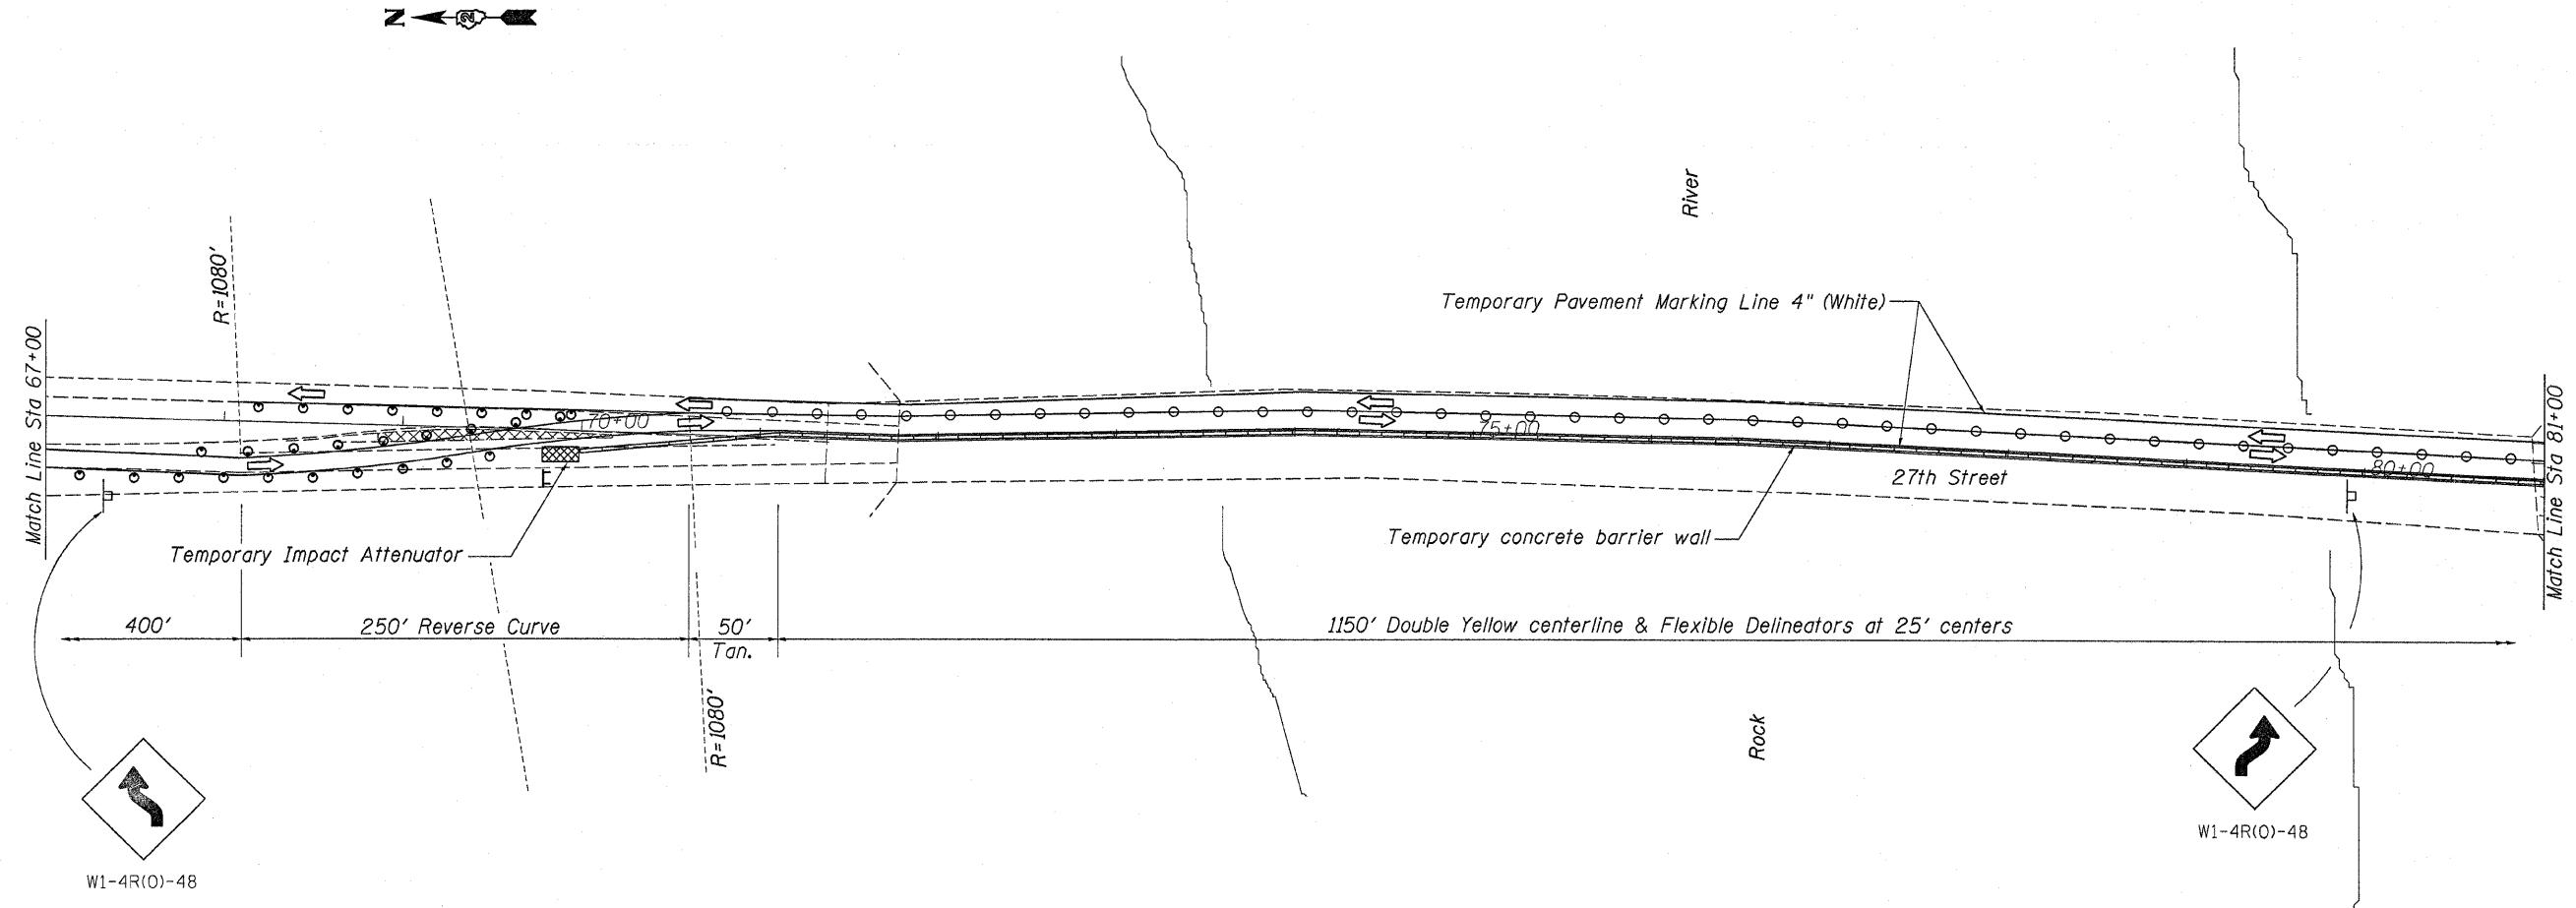 N
2
River
R=1080'
Temporary Pavement Marking Line 4" (White)
Match Line Sta 67+00
Match Line Sta 81+00
70+00
75+00
80+00
27th Street
Temporary concrete barrier wall
Temporary Impact Attenuator
400'
250' Reverse Curve
50'
Tan.
1150' Double Yellow centerline & Flexible Delineators at 25' centers
R=1080'
Rock
W1-4R(O)-48
W1-4R(O)-48